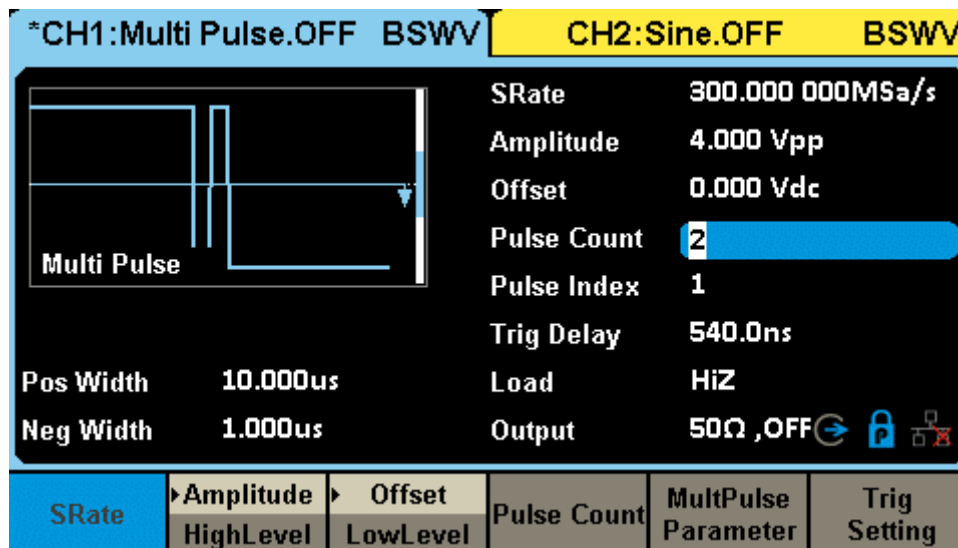 *CH1:Multi Pulse.OFF BSWV
CH2:Sine.OFF BSWV
Multi Pulse
SRate 300.000 000MSa/s
Amplitude 4.000 Vpp
Offset 0.000 Vdc
Pulse Count 2
Pulse Index 1
Trig Delay 540.0ns
Pos Width 10.000us
Load HiZ
Neg Width 1.000us
Output 50Ω ,OFF P
SRate
Amplitude
HighLevel
Offset
LowLevel
Pulse Count
MultPulse
Parameter
Trig
Setting